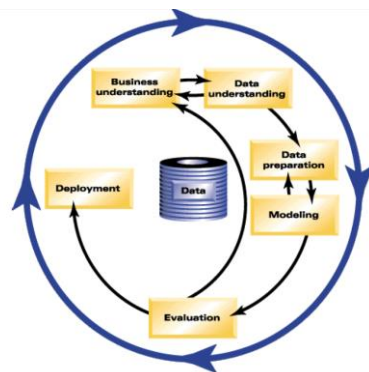 Business
understanding
Data
understanding
Data
preparation
Modeling
Evaluation
Deployment
Data